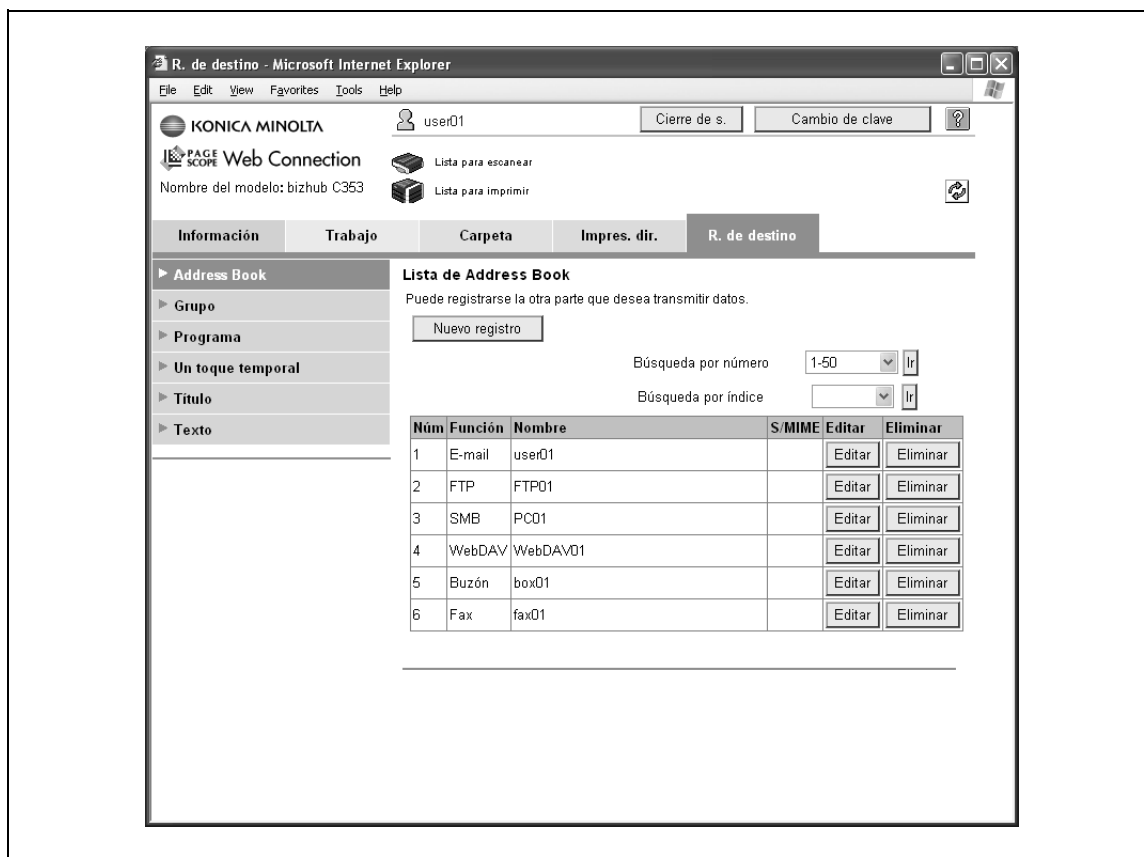 R. de destino - Microsoft Internet Explorer
File Edit View Favorites Tools Help
KONICA MINOLTA
user01
Cierre de s.
Cambio de clave
?
PAGE SCOPE Web Connection
Lista para escanear
Nombre del modelo: bizhub C353
Lista para imprimir
Información Trabajo Carpeta Impres. dir. R. de destino
Address Book
Grupo
Programa
Un toque temporal
Título
Texto
Lista de Address Book
Puede registrarse la otra parte que desea transmitir datos.
Nuevo registro
Búsqueda por número 1-50 Ir
Búsqueda por índice Ir
Núm Función Nombre S/MIME Editar Eliminar
1 E-mail user01 Editar Eliminar
2 FTP FTP01 Editar Eliminar
3 SMB PC01 Editar Eliminar
4 WebDAV WebDAV01 Editar Eliminar
5 Buzón box01 Editar Eliminar
6 Fax fax01 Editar Eliminar